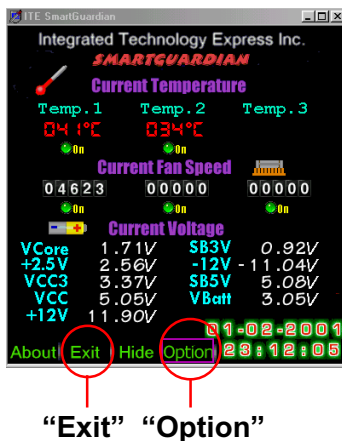 ITE SmartGuardian
Integrated Technology Express Inc.
SMARTGUARDIAN
Current Temperature
Temp.1 Temp.2 Temp.3
041°C 034°C
On On
Current Fan Speed
04623 00000 00000
On On On
Current Voltage
VCore 1.71V SB3V 0.92V
+2.5V 2.56V -12V -11.04V
VCC3 3.37V SB5V 5.08V
VCC 5.05V VBatt 3.05V
+12V 11.90V
01-02-2001
About Exit Hide Option 23:12:05
“Exit” “Option”